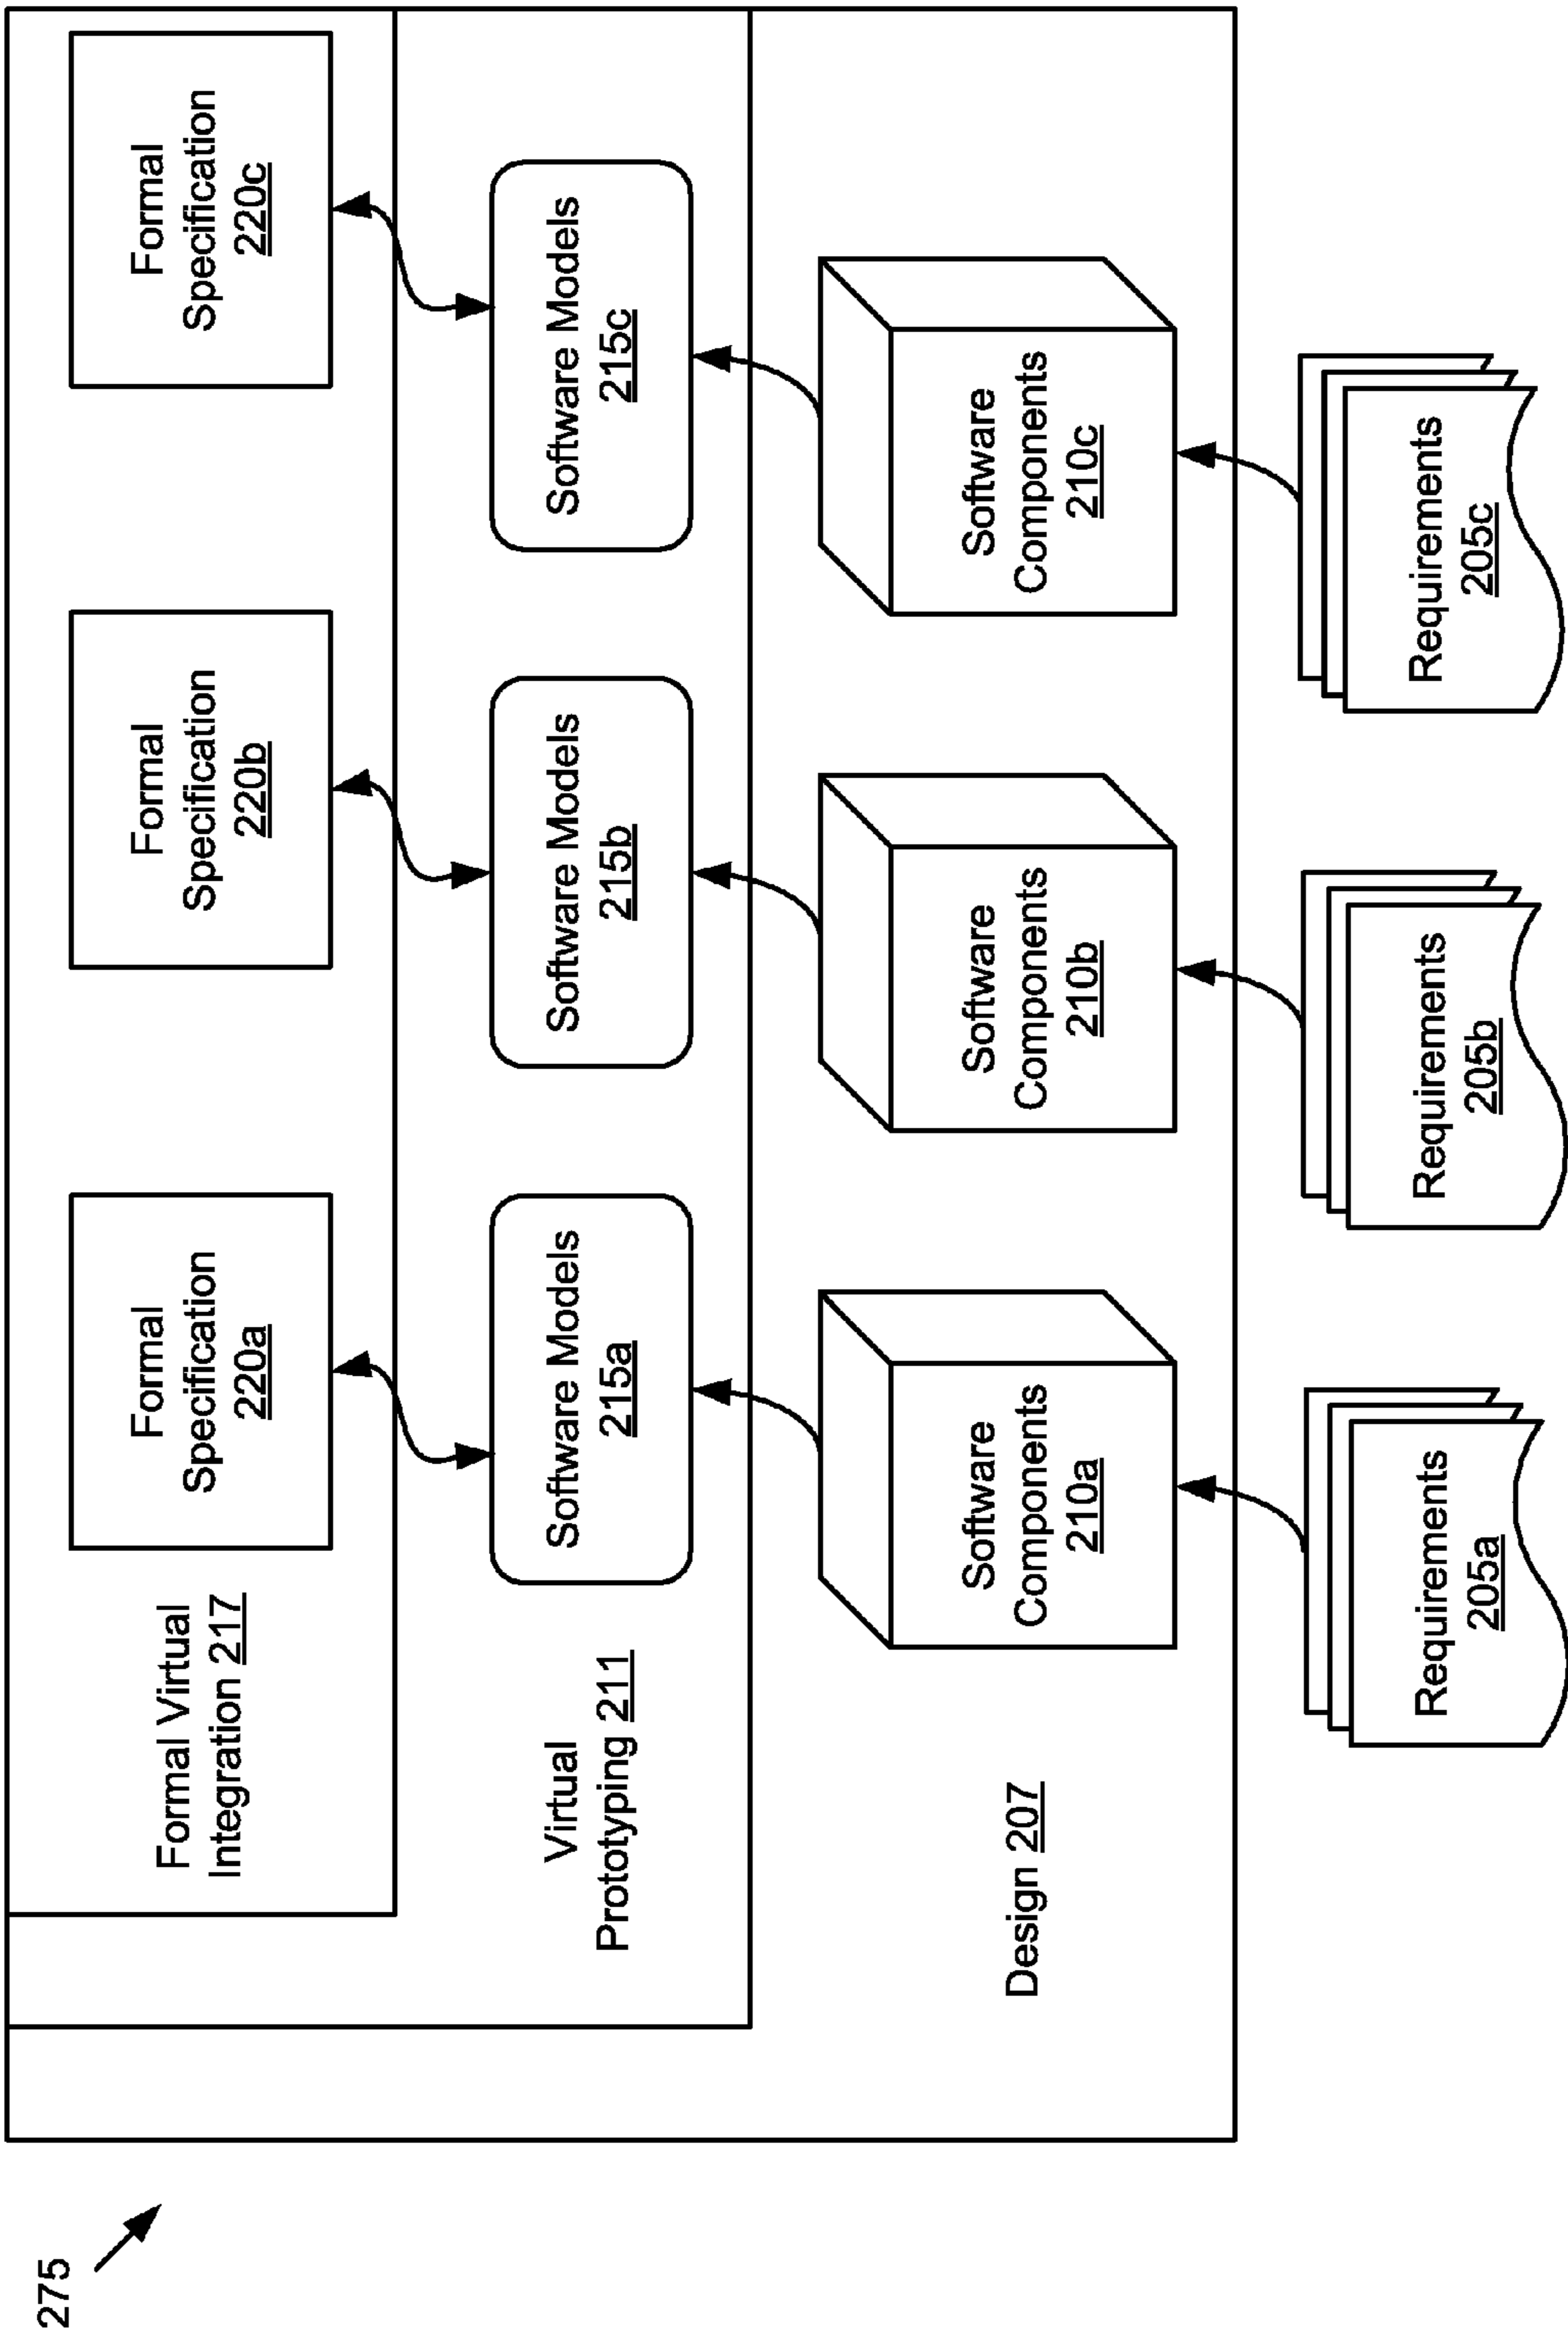 275
Formal Virtual
Integration 217
Formal
Specification
220a
Formal
Specification
220b
Formal
Specification
220c
Virtual
Prototyping 211
Software Models
215a
Software Models
215b
Software Models
215c
Design 207
Software
Components
210a
Software
Components
210b
Software
Components
210c
Requirements
205a
Requirements
205b
Requirements
205c